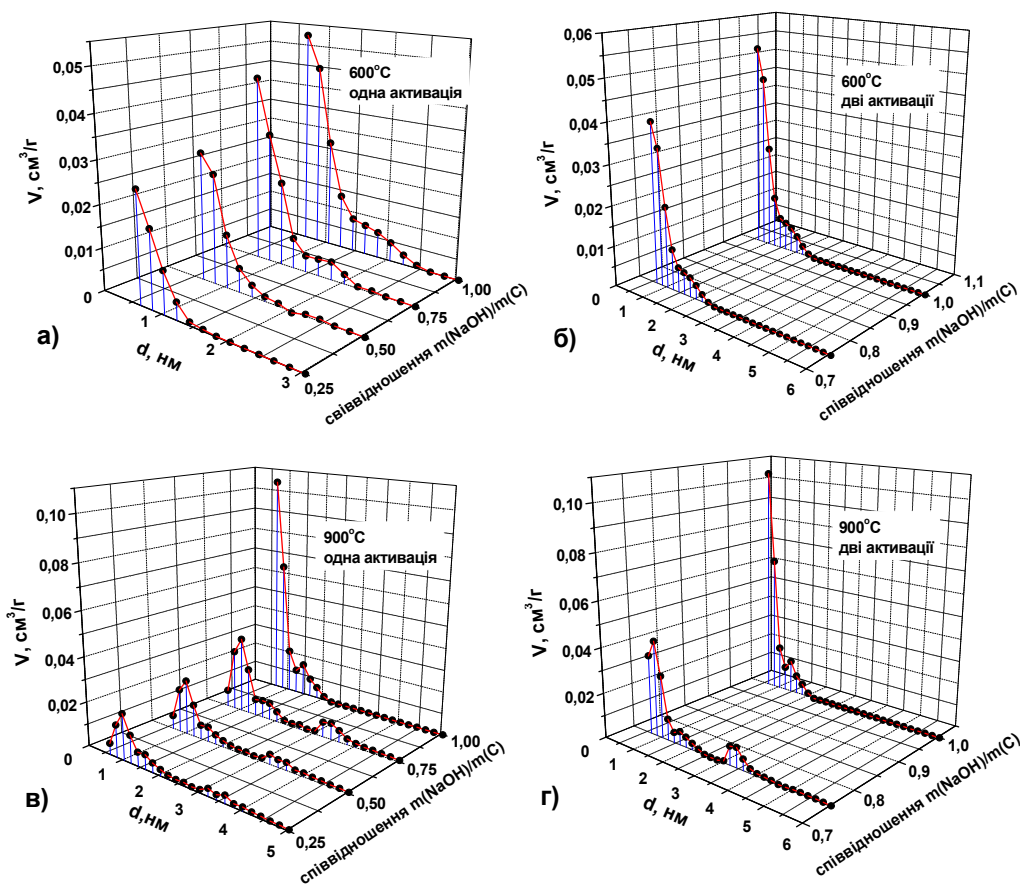 0,05
0,04
0,03
0,02
0,01
0
V, см³/г
600°C
одна активація
1
2
3
d, нм
0,25
0,50
0,75
1,00
свіввідношення m(NaOH)/m(C)
а)
0,06
0,05
0,04
0,03
0,02
0,01
0
V, см³/г
600°C
дві активації
1
2
3
4
5
6
d, нм
0,7
0,8
0,9
1,0
1,1
співвідношення m(NaOH)/m(C)
б)
0,10
0,08
0,06
0,04
0,02
0
V, см³/г
900°C
одна активація
1
2
3
4
5
d,нм
0,25
0,50
0,75
1,00
співвідношення m(NaOH)/m(C)
в)
0,10
0,08
0,06
0,04
0,02
0
V, см³/г
900°C
дві активації
1
2
3
4
5
6
d, нм
0,7
0,8
0,9
1,0
співвідношення m(NaOH)/m(C)
г)